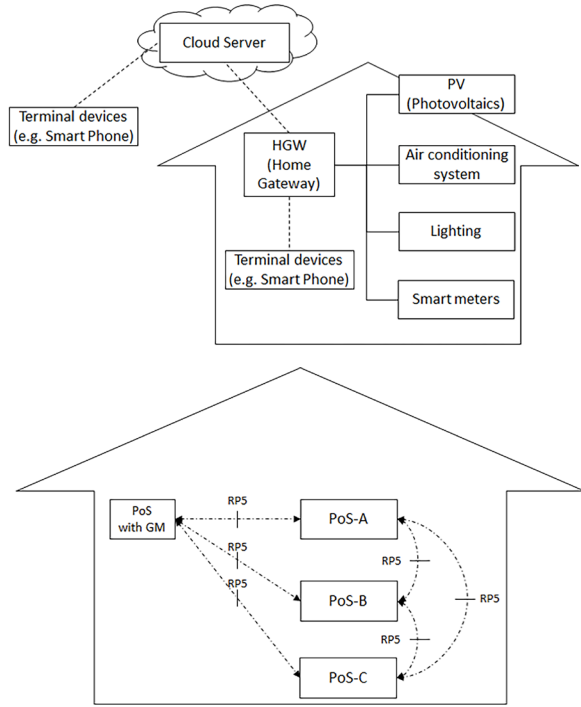 Cloud Server
Terminal devices
(e.g. Smart Phone)
PV
(Photovoltaics)
HGW
(Home
Gateway)
Air conditioning
system
Lighting
Terminal devices
(e.g. Smart Phone)
Smart meters
PoS
with GM
RP5
PoS-A
RP5
RP5
RP5
PoS-B
RP5
RP5
PoS-C